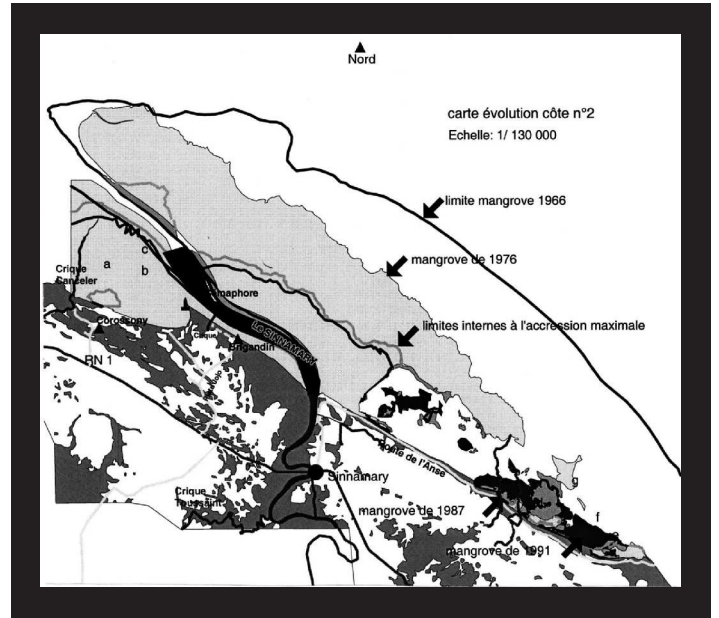 Nord
carte évolution côte n°2
Echelle: 1/ 130 000
limite mangrove 1966
mangrove de 1976
c
a
b
Crique
Canceler
limites internes à l'accression maximale
Corossony
Le SINNAMARY
Brigandin
RN 1
Route de l'Anse
Sinnamary
g
Crique
Toussaint
mangrove de 1987
f
e
mangrove de 1991